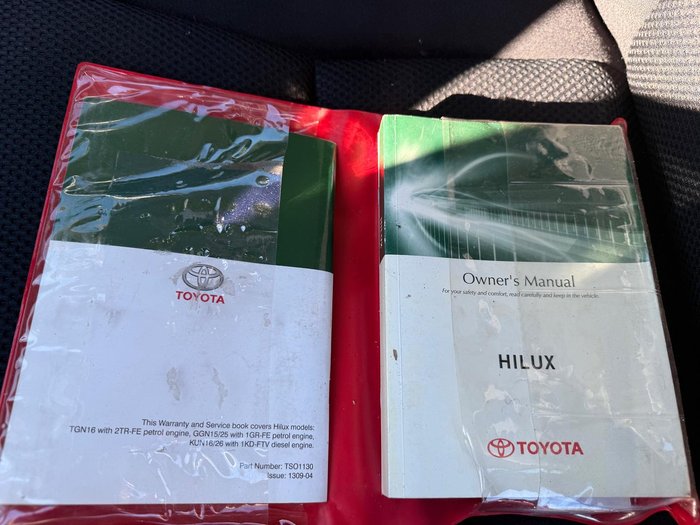 TOYOTA
This Warranty and Service book covers Hilux models:
TGN16 with 2TR-FE petrol engine, GGN15/25 with 1GR-FE petrol engine,
KUN16/26 with 1KD-FTV diesel engine.
Part Number: TSO1130
Issue: 1309-04
Owner's Manual
For your safety and comfort, read carefully and keep in the vehicle.
HILUX
TOYOTA